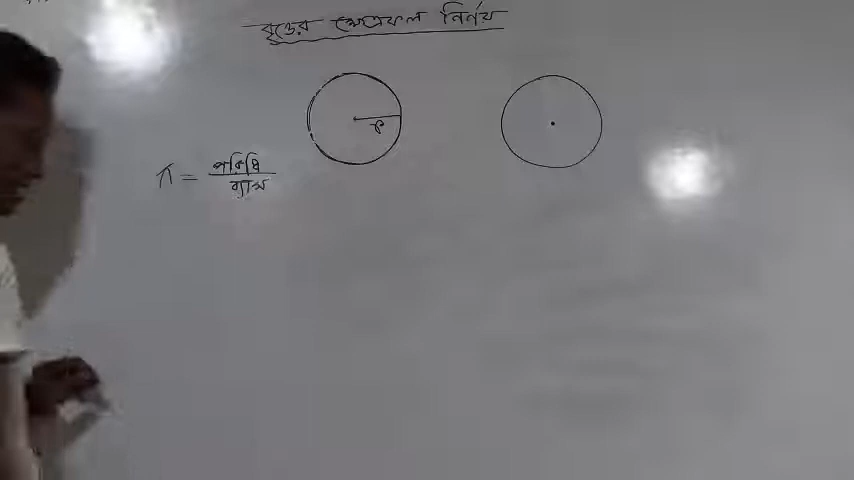 বৃত্তের ক্ষেত্রফল নির্ণয়
r
π = পরিধি / ব্যাস